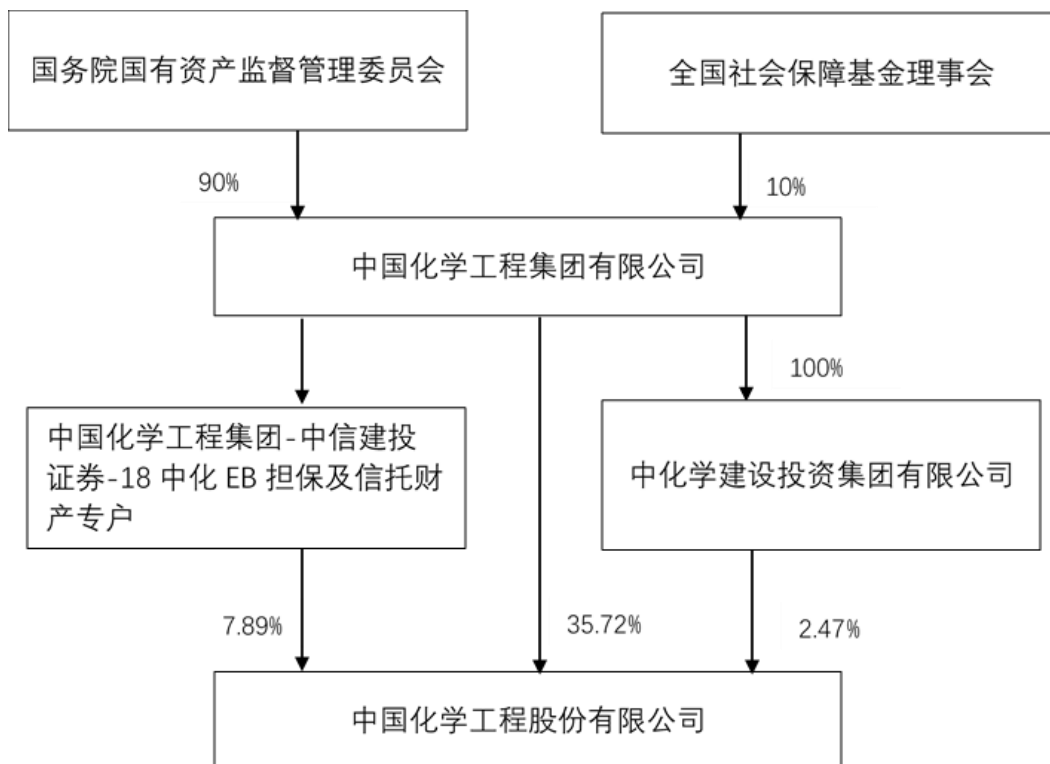 国务院国有资产监督管理委员会
全国社会保障基金理事会
90%
10%
中国化学工程集团有限公司
100%
中国化学工程集团-中信建投
证券-18 中化 EB 担保及信托财
产专户
中化学建设投资集团有限公司
7.89%
35.72%
2.47%
中国化学工程股份有限公司